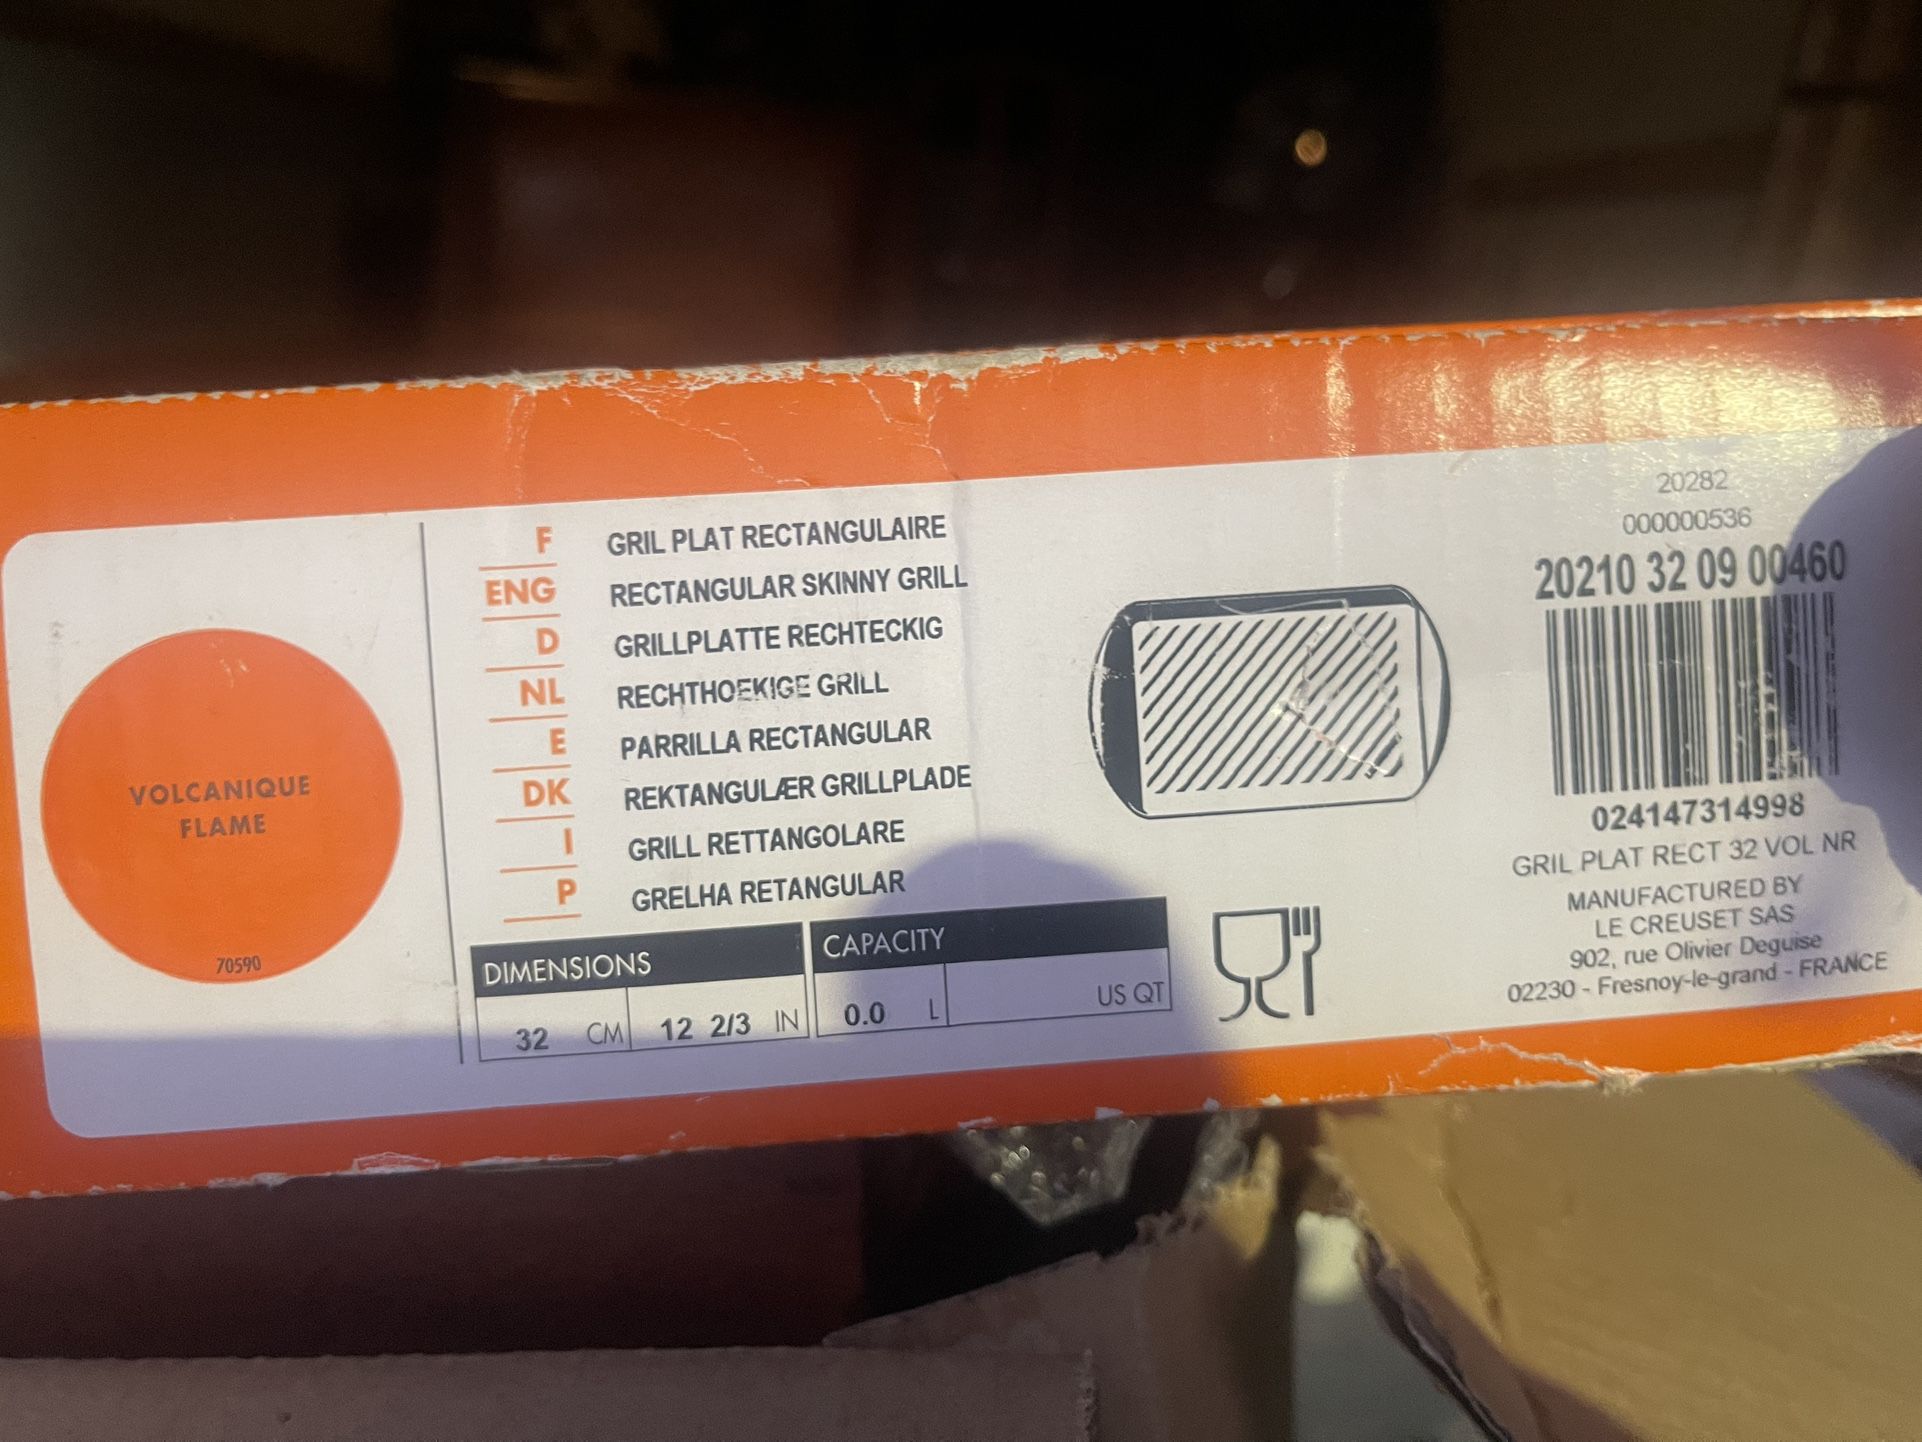 VOLCANIQUE
FLAME
70590
F GRIL PLAT RECTANGULAIRE
ENG RECTANGULAR SKINNY GRILL
D GRILLPLATTE RECHTECKIG
NL RECHTHOEKIGE GRILL
E PARRILLA RECTANGULAR
DK REKTANGULÆR GRILLPLADE
I GRILL RETTANGOLARE
P GRELHA RETANGULAR
DIMENSIONS
32 CM 12 2/3 IN
CAPACITY
0.0 L US QT
20282
000000536
20210 32 09 00460
024147314998
GRIL PLAT RECT 32 VOL NR
MANUFACTURED BY
LE CREUSET SAS
902, rue Olivier Deguise
02230 - Fresnoy-le-grand - FRANCE